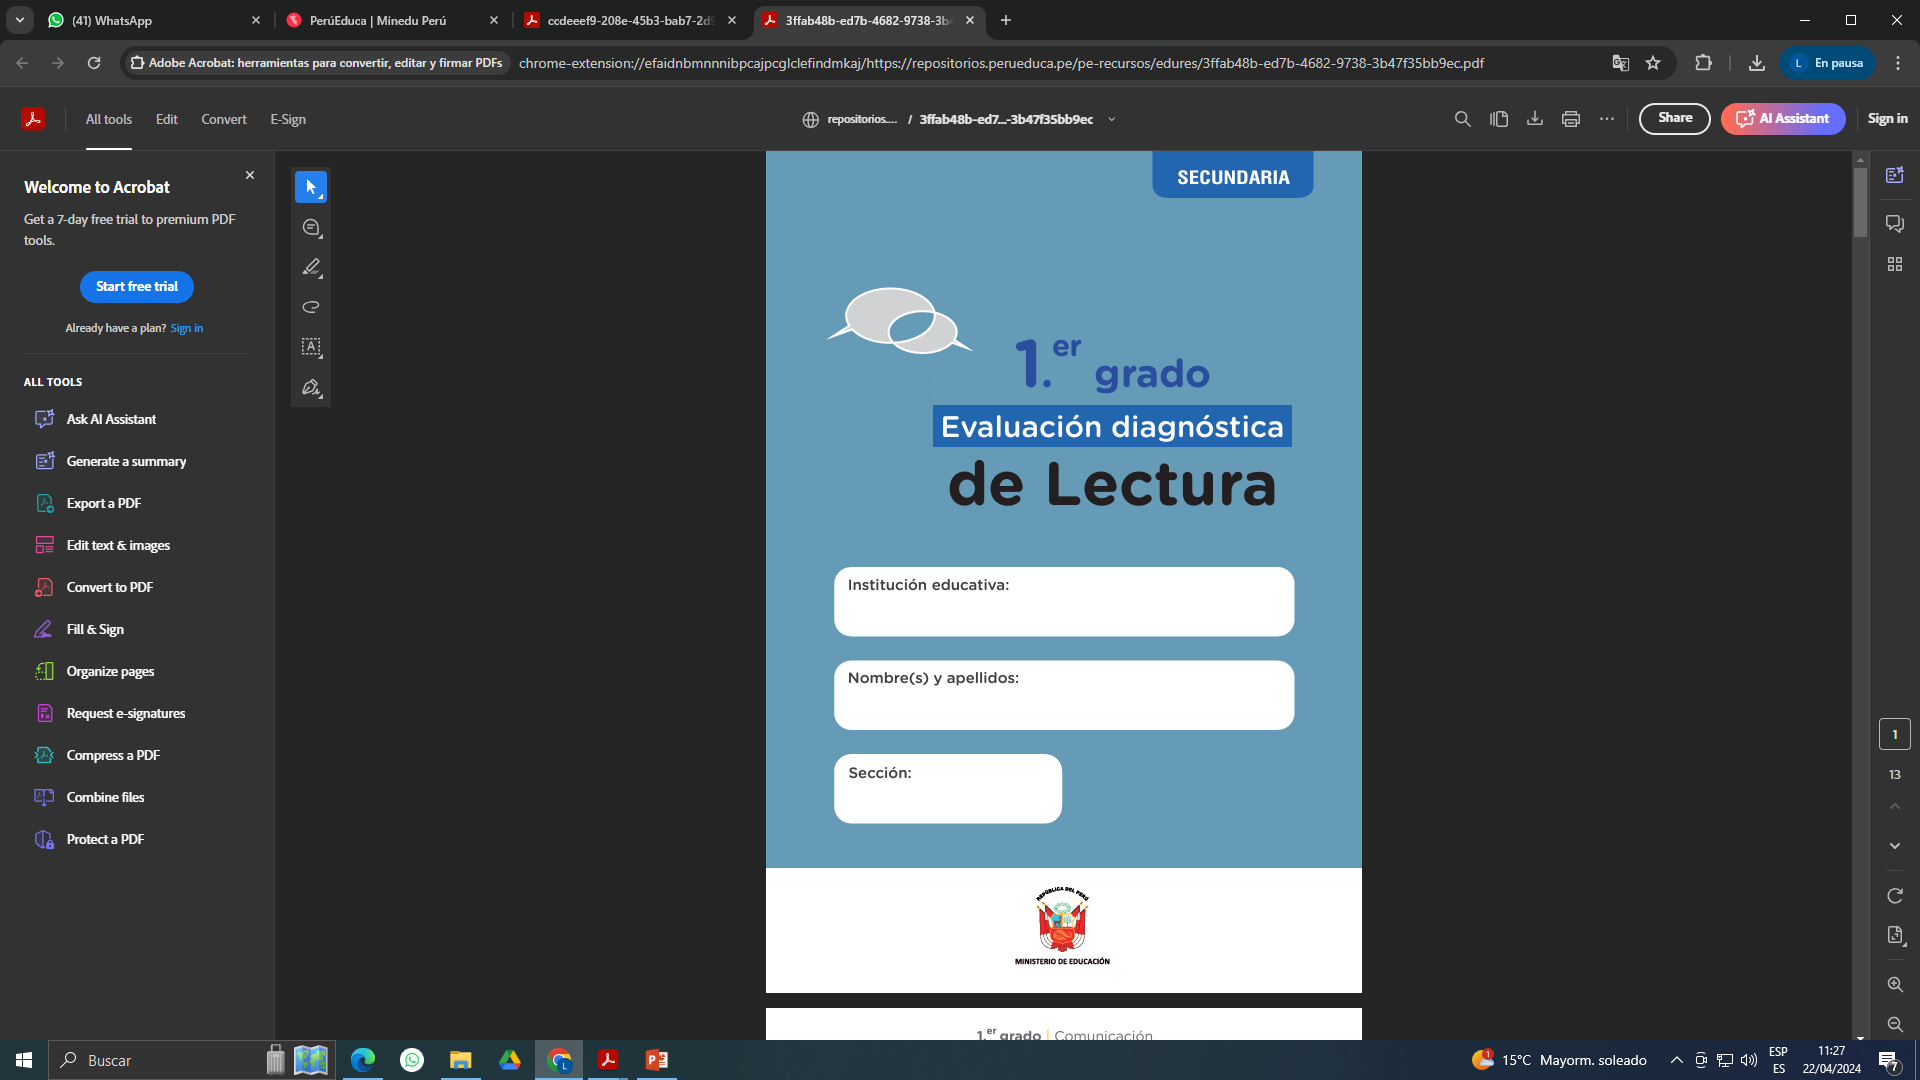 (41) WhatsApp
PerúEduca | Minedu Perú
ccdeeef9-208e-45b3-bab7-2d9
3ffab48b-ed7b-4682-9738-3b4
Adobe Acrobat: herramientas para convertir, editar y firmar PDFs
chrome-extension://efaidnbmnnnibpcajpcglclefindmkaj/https://repositorios.perueduca.pe/pe-recursos/edures/3ffab48b-ed7b-4682-9738-3b47f35bb9ec.pdf
L En pausa
All tools
Edit
Convert
E-Sign
repositorios.... / 3ffab48b-ed7...-3b47f35bb9ec
Share
AI Assistant
Sign in
Welcome to Acrobat
Get a 7-day free trial to premium PDF
tools.
Start free trial
Already have a plan? Sign in
ALL TOOLS
Ask AI Assistant
Generate a summary
Export a PDF
Edit text & images
Convert to PDF
Fill & Sign
Organize pages
Request e-signatures
Compress a PDF
Combine files
Protect a PDF
SECUNDARIA
1.er grado
Evaluación diagnóstica
de Lectura
Institución educativa:
Nombre(s) y apellidos:
Sección:
REPÚBLICA DEL PERÚ
MINISTERIO DE EDUCACIÓN
1.er grado | Comunicación
1
13
Buscar
1
15°C Mayorm. soleado
ESP
ES
11:27
22/04/2024
7